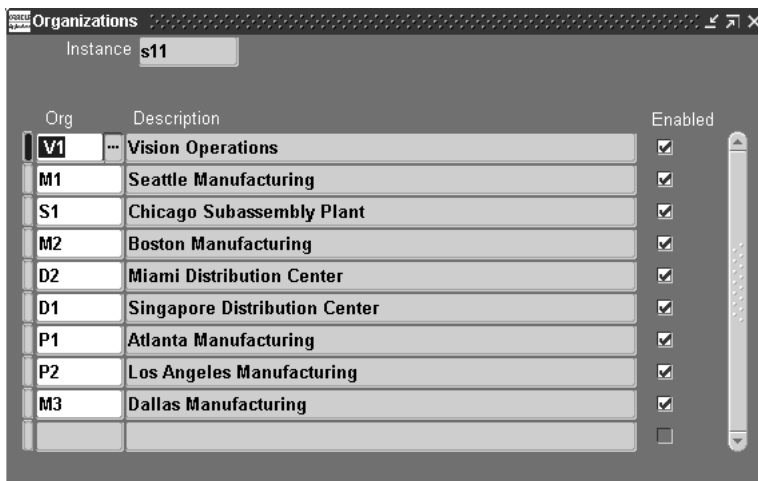 Organizations
Instance s11
Org Description Enabled
V1 ... Vision Operations
M1 Seattle Manufacturing
S1 Chicago Subassembly Plant
M2 Boston Manufacturing
D2 Miami Distribution Center
D1 Singapore Distribution Center
P1 Atlanta Manufacturing
P2 Los Angeles Manufacturing
M3 Dallas Manufacturing